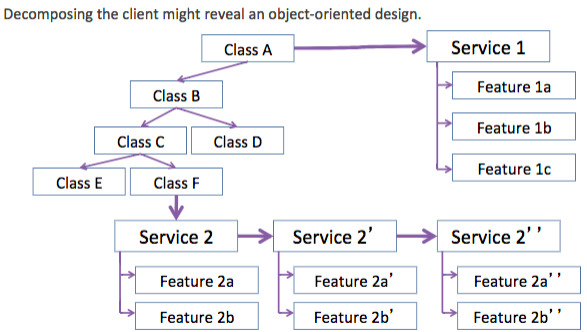 Decomposing the client might reveal an object-oriented design.
Class A
Service 1
Feature 1a
Class B
Feature 1b
Class C
Class D
Feature 1c
Class E
Class F
Service 2
Service 2’
Service 2’’
Feature 2a
Feature 2a’
Feature 2a’’
Feature 2b
Feature 2b’
Feature 2b’’